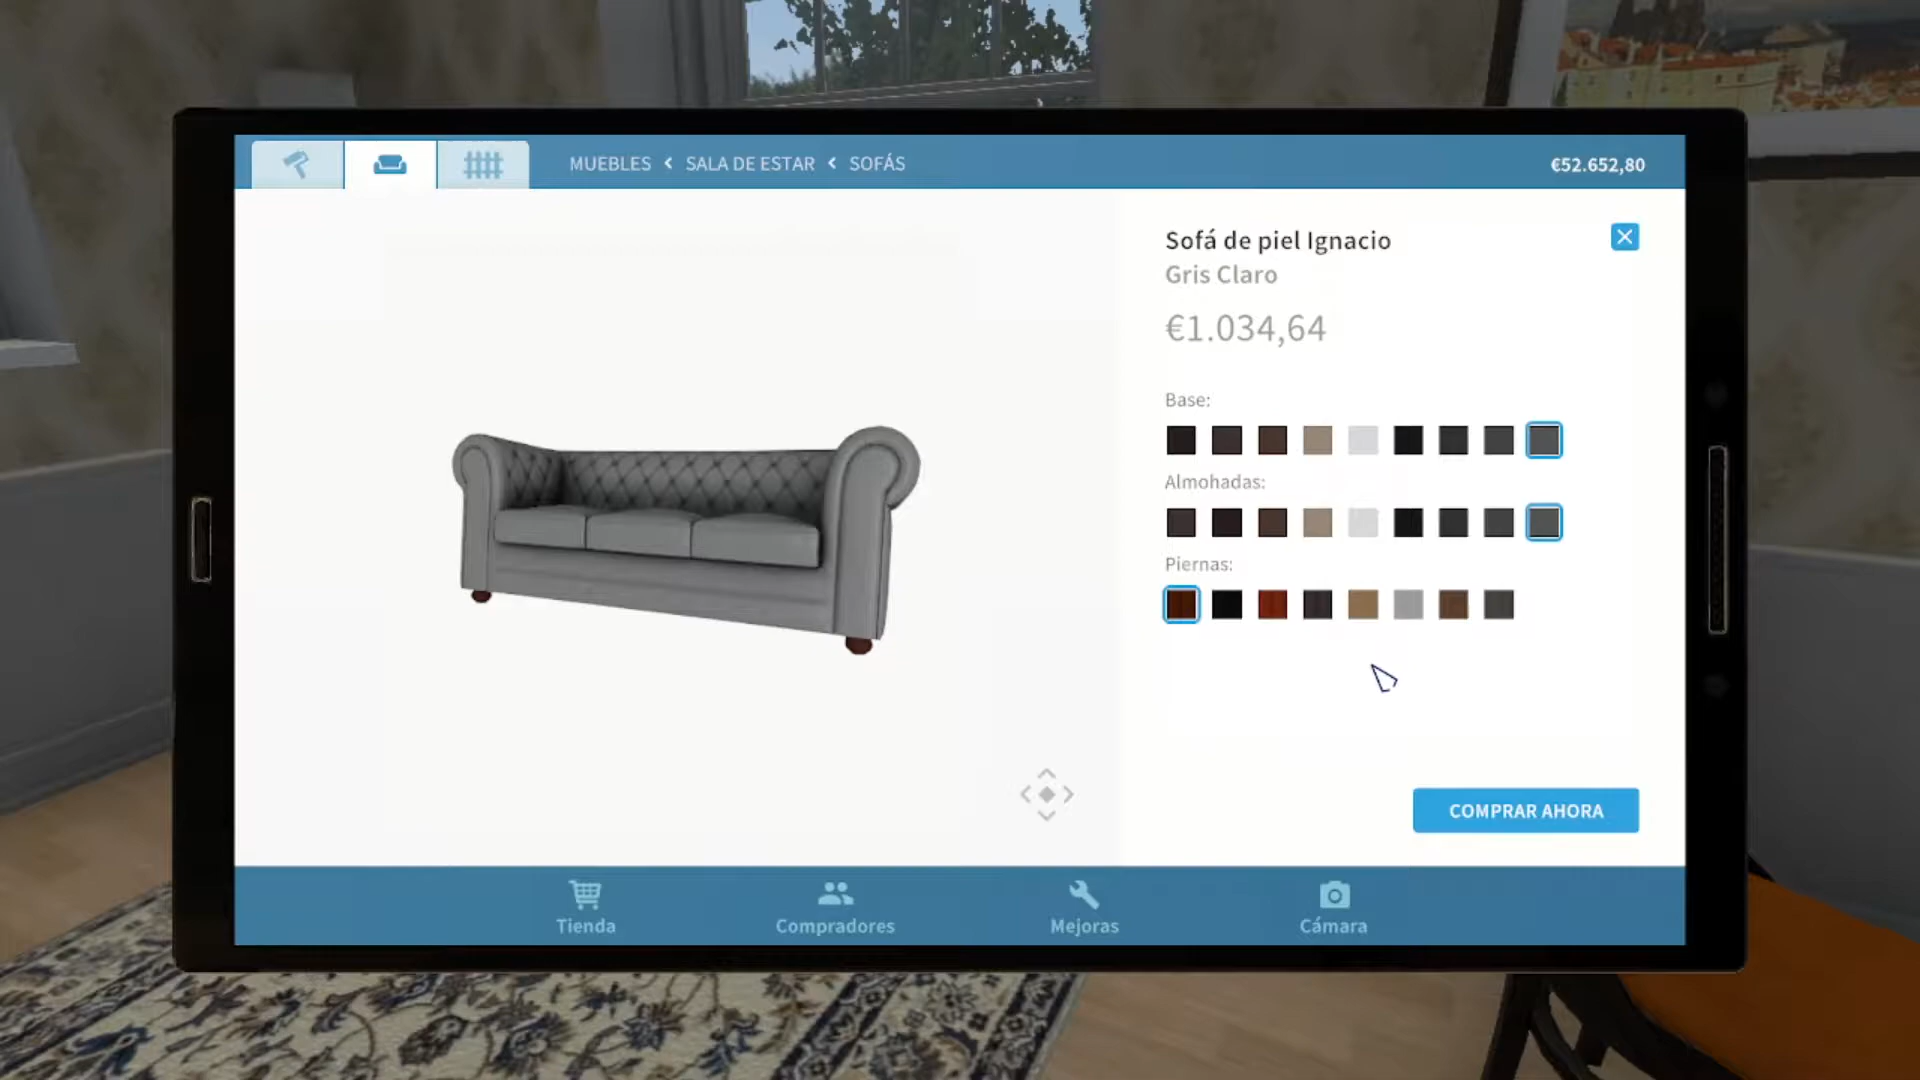 MUEBLES < SALA DE ESTAR < SOFÁS
€52.652,80
Sofá de piel Ignacio
Gris Claro
€1.034,64
Base:
Almohadas:
Piernas:
COMPRAR AHORA
Tienda
Compradores
Mejoras
Cámara